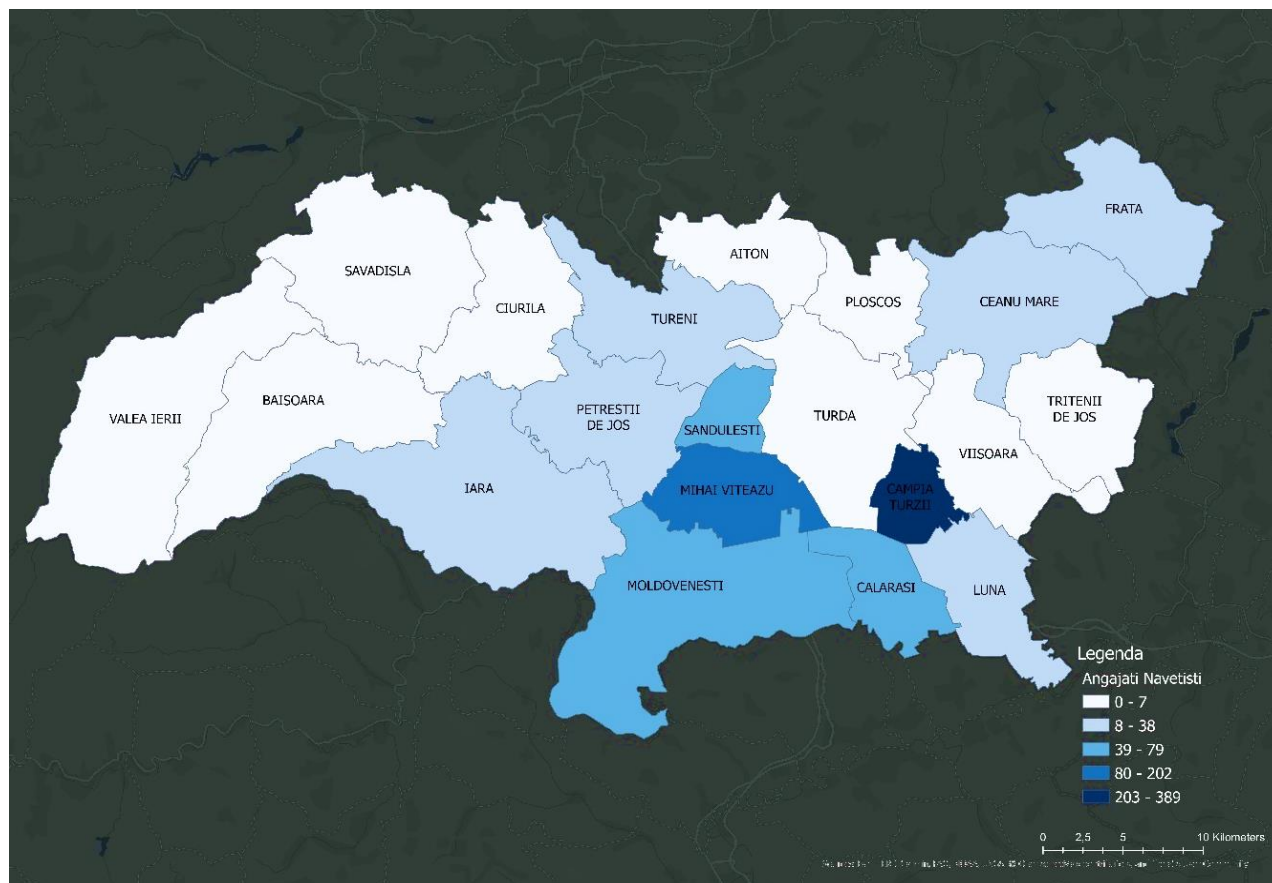 FRATA
SAVADISLA
AITON
CIURILA
PLOSCOS
CEANU MARE
TURENI
BAISOARA
VALEA IERII
PETRESTII
DE JOS
SANDULESTI
TURDA
TRITENII
DE JOS
VIISOARA
IARA
MIHAI VITEAZU
CAMPIA
TURZII
MOLDOVENESTI
CALARASI
LUNA
Legenda
Angajati Navetisti
0 - 7
8 - 38
39 - 79
80 - 202
203 - 389
0 2,5 5 10 Kilometers